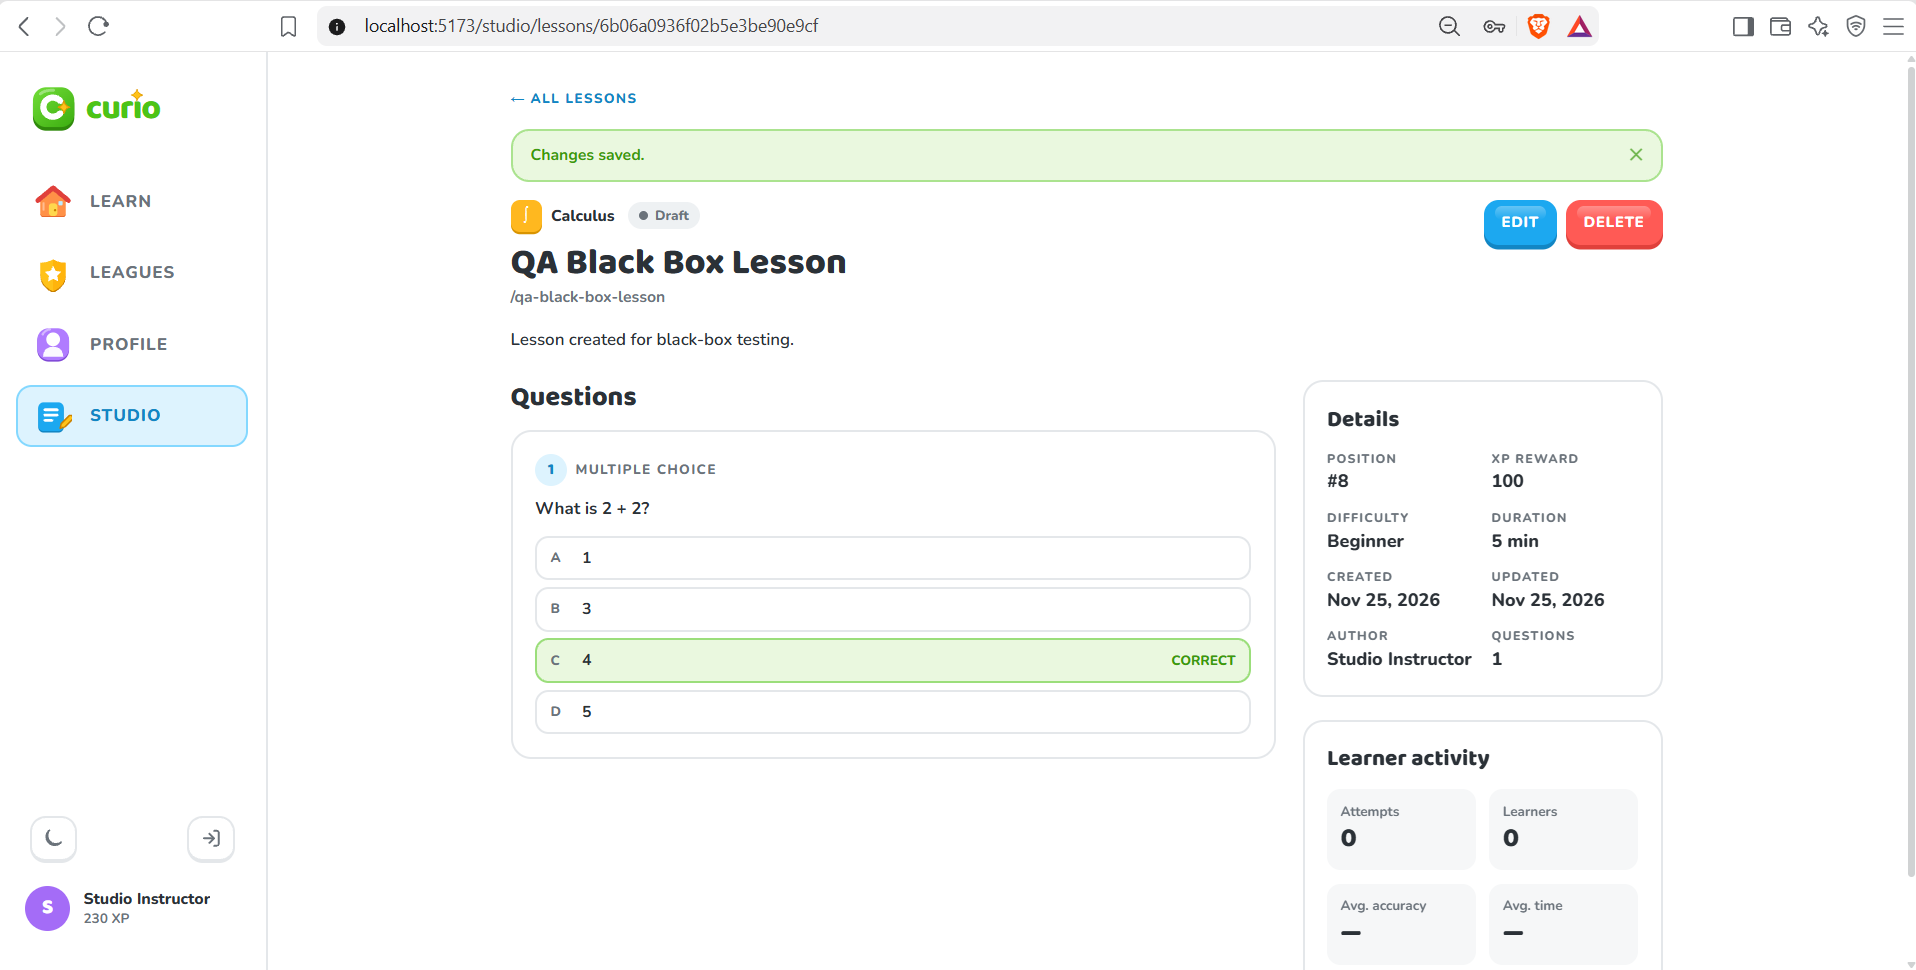 localhost:5173/studio/lessons/6b06a0936f02b5e3be90e9cf
curio
LEARN
LEAGUES
PROFILE
STUDIO
S
Studio Instructor
230 XP
← ALL LESSONS
Changes saved.
Calculus
Draft
EDIT
DELETE
QA Black Box Lesson
/qa-black-box-lesson
Lesson created for black-box testing.
Questions
1 MULTIPLE CHOICE
What is 2 + 2?
A 1
B 3
C 4 CORRECT
D 5
Details
POSITION XP REWARD
#8 100
DIFFICULTY DURATION
Beginner 5 min
CREATED UPDATED
Nov 25, 2026 Nov 25, 2026
AUTHOR QUESTIONS
Studio Instructor 1
Learner activity
Attempts Learners
0 0
Avg. accuracy Avg. time
— —